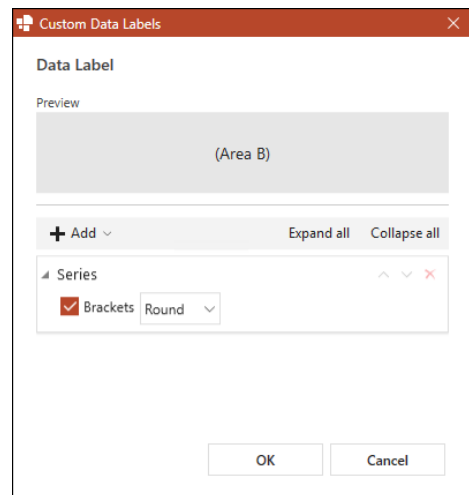 Custom Data Labels
Data Label
Preview
(Area B)
Add Expand all Collapse all
Series
Brackets Round
OK Cancel